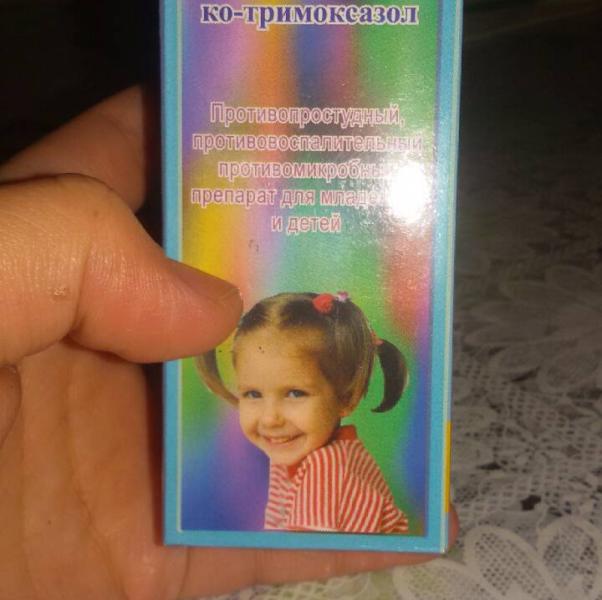 ко-тримоксазол
Противопростудный,
противовоспалительный
противомикробный
препарат для
и детей